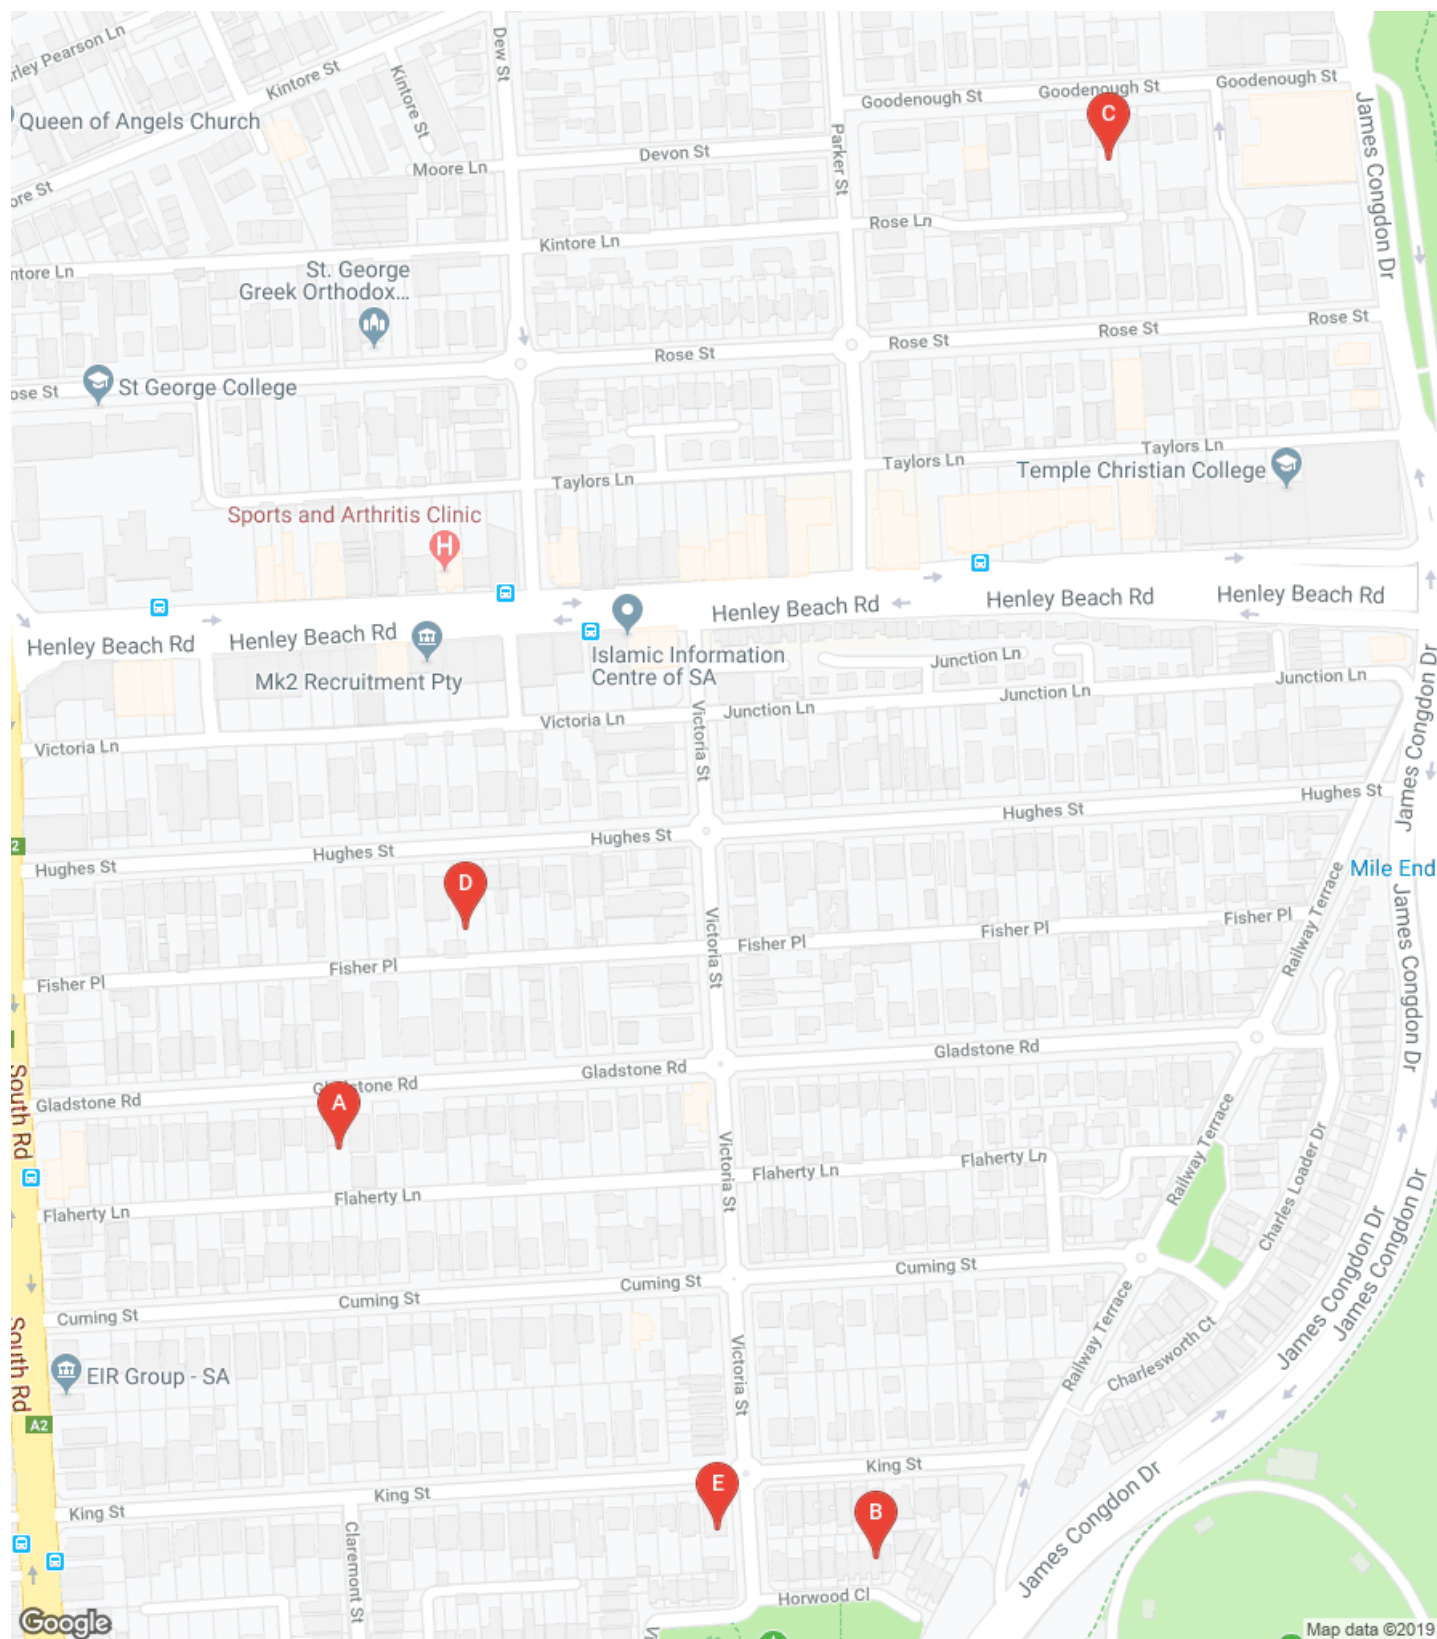 rley Pearson Ln
Kintore St
Kintore St
Dew St
Goodenough St
Goodenough St
Goodenough St
James Congdon Dr
C
Queen of Angels Church
Parker St
Devon St
Moore Ln
ore St
Rose Ln
Kintore Ln
ntore Ln
St. George
Greek Orthodox...
Rose St
Rose St
Rose St
Rose St
ose St
St George College
Taylors Ln
Taylors Ln
Taylors Ln
Temple Christian College
Sports and Arthritis Clinic
H
Henley Beach Rd
Henley Beach Rd
Henley Beach Rd
Henley Beach Rd
Henley Beach Rd
Islamic Information
Centre of SA
Mk2 Recruitment Pty
Junction Ln
Junction Ln
Junction Ln
Junction Ln
Victoria Ln
Victoria Ln
Victoria St
James Congdon Dr
Hughes St
Hughes St
Hughes St
Hughes St
Hughes St
2
Mile End
D
Railway Terrace
James Congdon Dr
Victoria St
Fisher Pl
Fisher Pl
Fisher Pl
Fisher Pl
Fisher Pl
Gladstone Rd
Gladstone Rd
Gladstone Rd
Gladstone Rd
A
South Rd
Railway Terrace
Charles Loader Dr
Victoria St
Flaherty Ln
Flaherty Ln
Flaherty Ln
Flaherty Ln
James Congdon Dr
James Congdon Dr
Cuming St
Cuming St
Cuming St
Cuming St
Railway Terrace
Charlesworth Ct
South Rd
EIR Group - SA
Victoria St
A2
King St
King St
King St
E
B
James Congdon Dr
Claremont St
Horwood Cl
Google
Map data ©2019